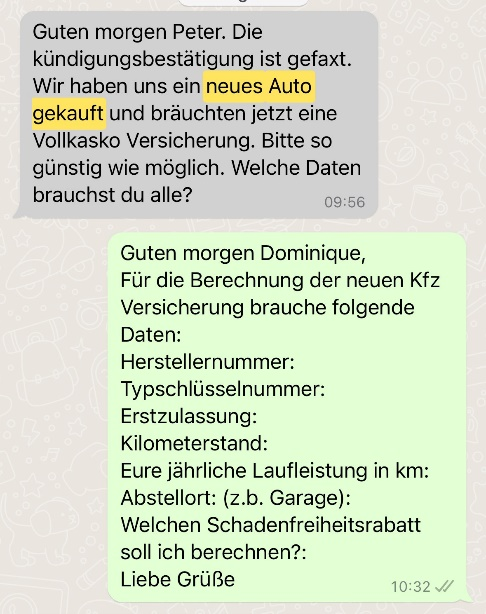 Guten morgen Peter. Die
kündigungsbestätigung ist gefaxt.
Wir haben uns ein neues Auto
gekauft und bräuchten jetzt eine
Vollkasko Versicherung. Bitte so
günstig wie möglich. Welche Daten
brauchst du alle?
09:56
Guten morgen Dominique,
Für die Berechnung der neuen Kfz
Versicherung brauche folgende
Daten:
Herstellernummer:
Typschlüsselnummer:
Erstzulassung:
Kilometerstand:
Eure jährliche Laufleistung in km:
Abstellort: (z.b. Garage):
Welchen Schadenfreiheitsrabatt
soll ich berechnen?:
Liebe Grüße
10:32